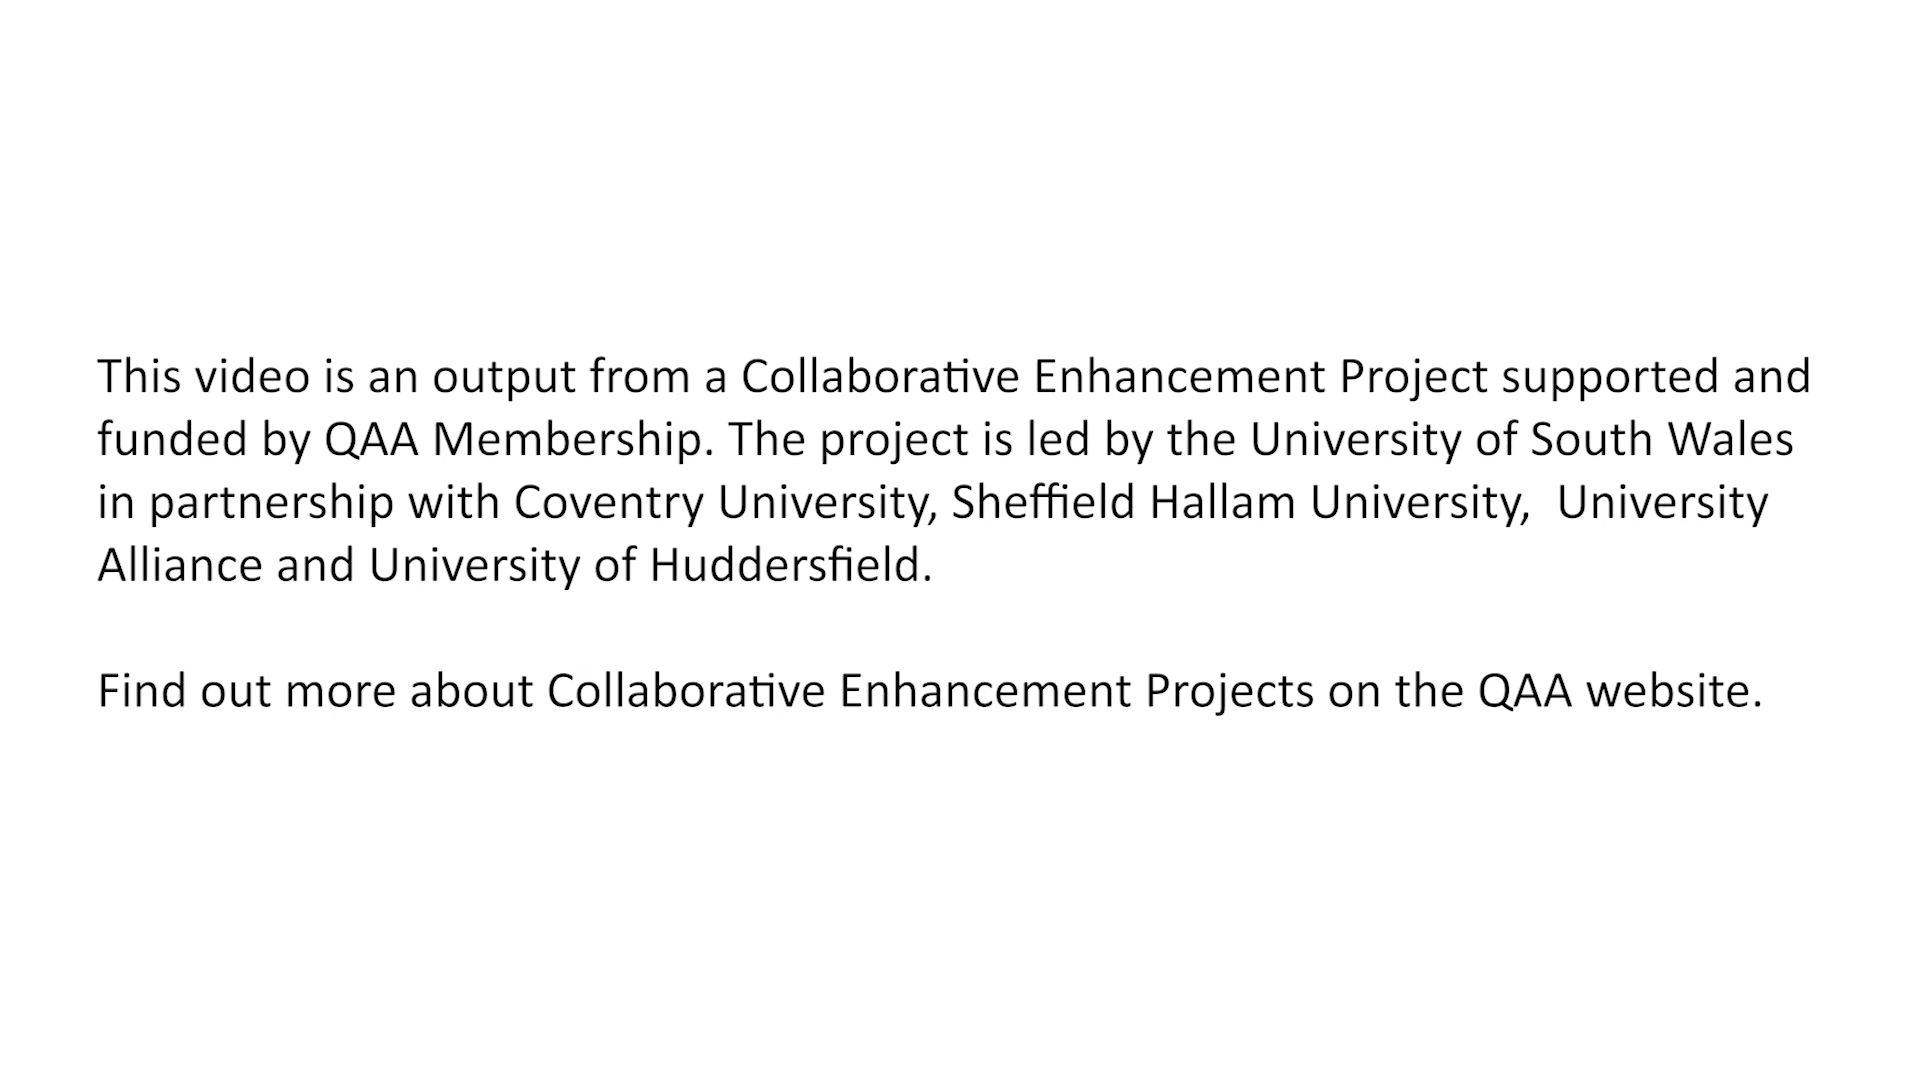 This video is an output from a Collaborative Enhancement Project supported and
funded by QAA Membership. The project is led by the University of South Wales
in partnership with Coventry University, Sheffield Hallam University,  University
Alliance and University of Huddersfield.
Find out more about Collaborative Enhancement Projects on the QAA website.